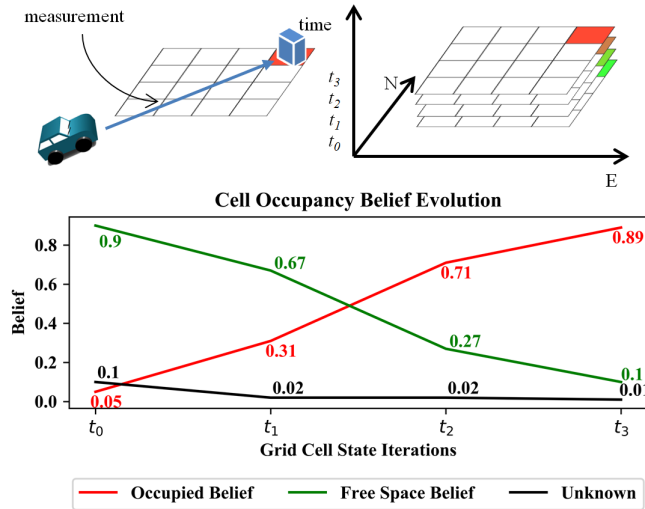 measurement
time
N
t3
t2
t1
t0
E
Cell Occupancy Belief Evolution
Belief
0.8
0.6
0.4
0.2
0.0
0.9
0.67
0.27
0.1
0.05
0.31
0.71
0.89
0.1
0.02
0.02
0.01
t0
t1
t2
t3
Grid Cell State Iterations
Occupied Belief
Free Space Belief
Unknown